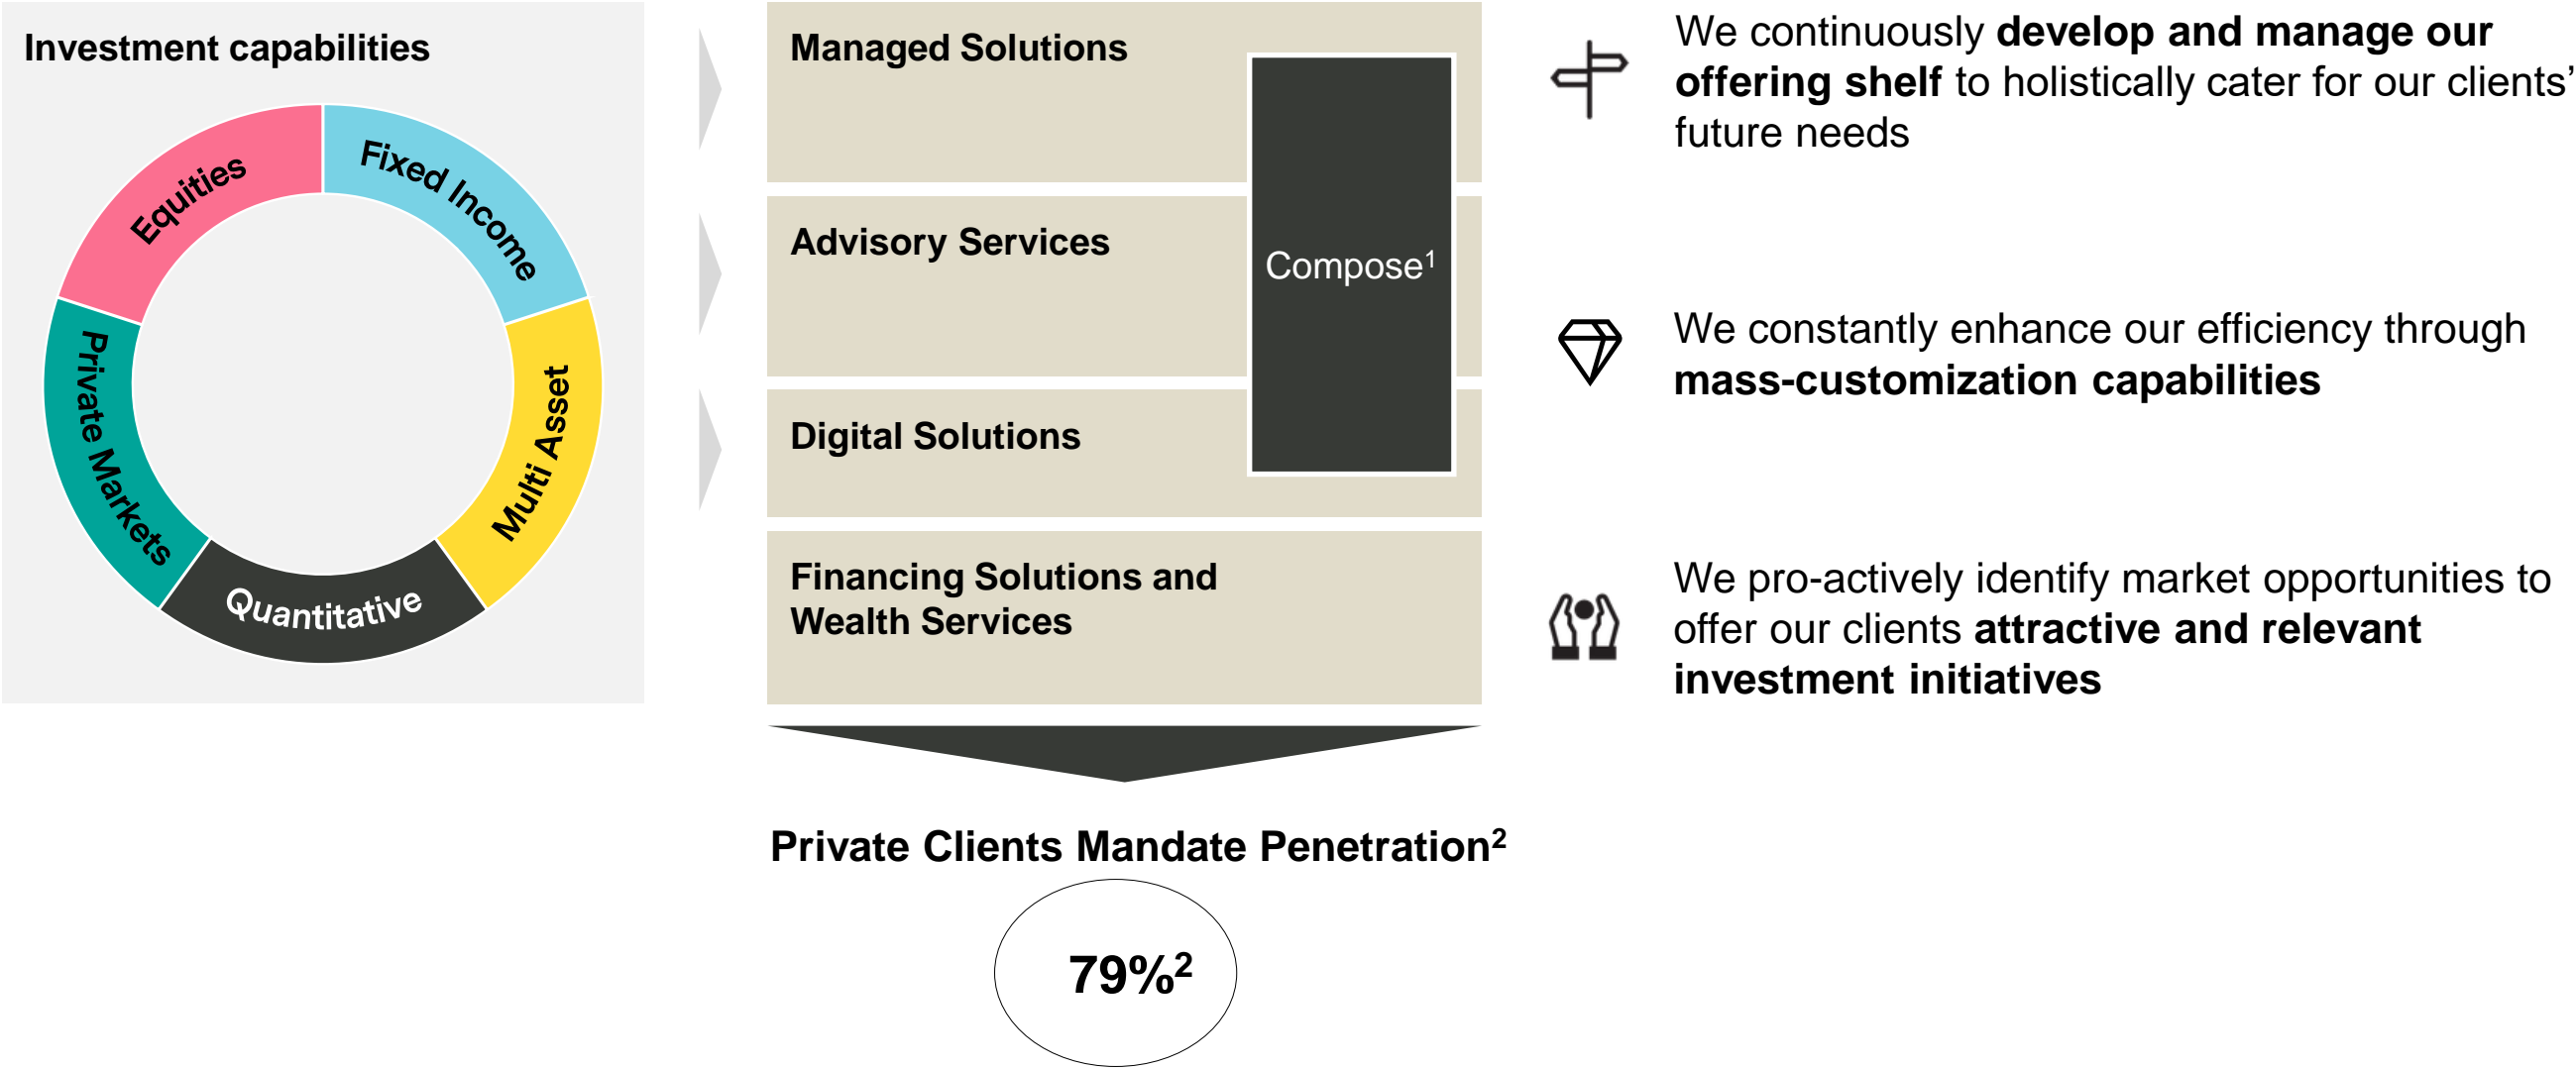 Investment capabilities
Equities
Fixed Income
Multi Asset
Quantitative
Private Markets
Managed Solutions
Advisory Services
Digital Solutions
Compose¹
Financing Solutions and
Wealth Services
Private Clients Mandate Penetration²
79%²
We continuously develop and manage our
offering shelf to holistically cater for our clients’
future needs
We constantly enhance our efficiency through
mass-customization capabilities
We pro-actively identify market opportunities to
offer our clients attractive and relevant
investment initiatives